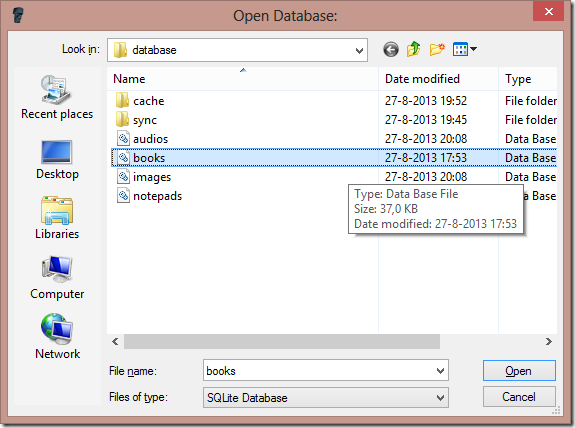 Open Database:
Look in: database
Name Date modified Type
cache 27-8-2013 19:52 File folder
sync 27-8-2013 19:45 File folder
audios 27-8-2013 20:08 Data Base
books 27-8-2013 17:53 Data Base
images 27-8-2013 20:08 Data Base
notepads
Type: Data Base File
Size: 37,0 KB
Date modified: 27-8-2013 17:53
Recent places
Desktop
Libraries
Computer
Network
File name: books Open
Files of type: SQLite Database Cancel